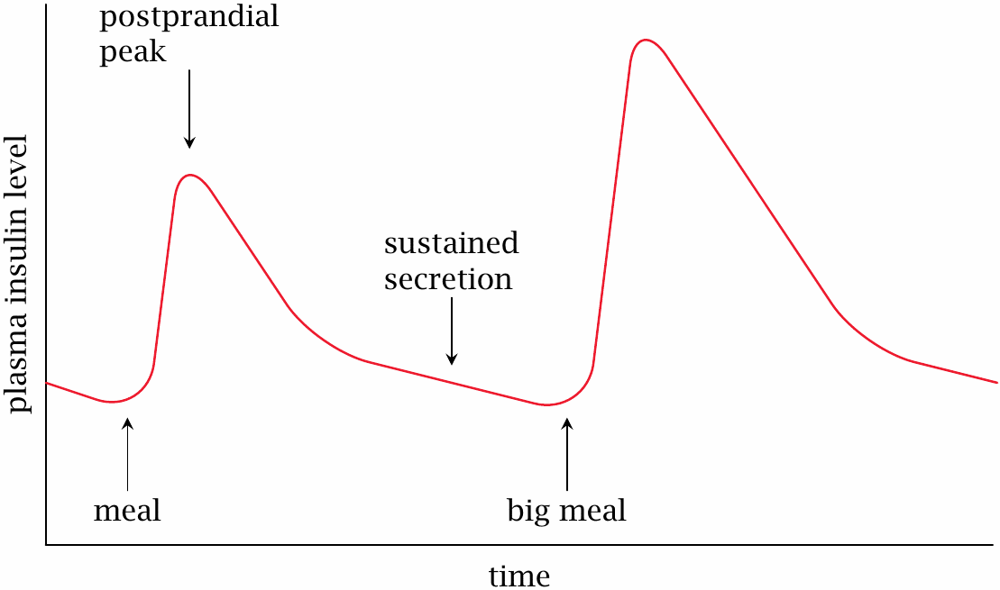 postprandial
peak
plasma insulin level
sustained
secretion
meal
big meal
time